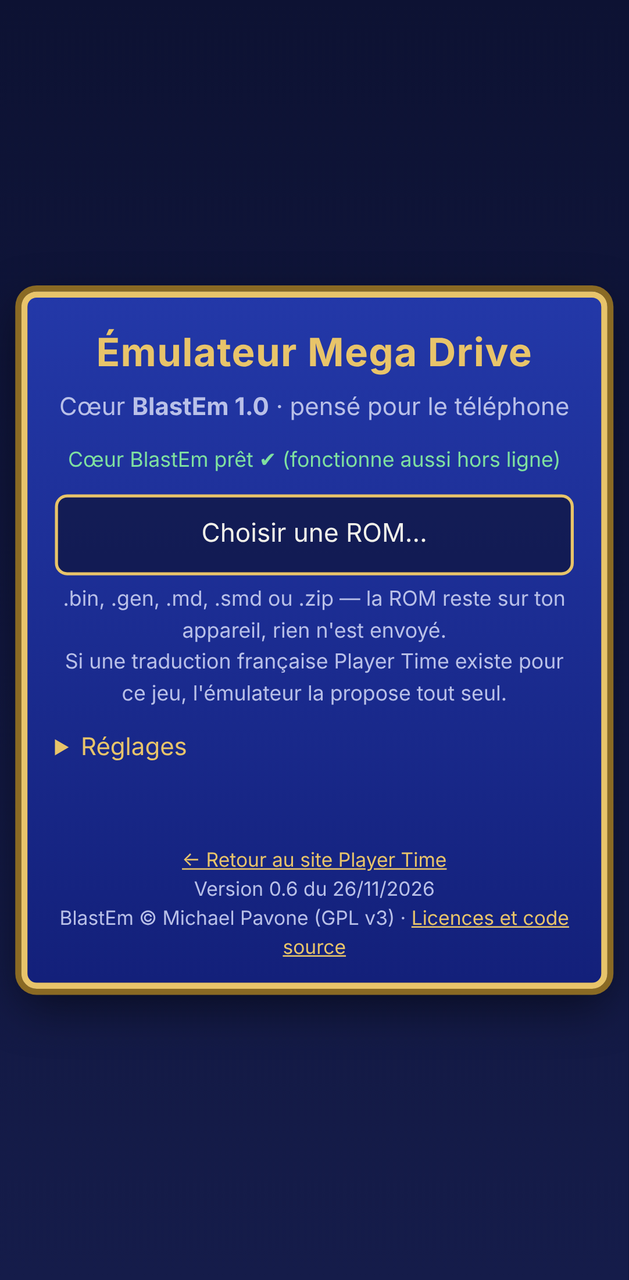 Émulateur Mega Drive
Cœur BlastEm 1.0 · pensé pour le téléphone
Cœur BlastEm prêt ✔ (fonctionne aussi hors ligne)
Choisir une ROM…
.bin, .gen, .md, .smd ou .zip — la ROM reste sur ton
appareil, rien n'est envoyé.
Si une traduction française Player Time existe pour
ce jeu, l'émulateur la propose tout seul.
▶ Réglages
← Retour au site Player Time
Version 0.6 du 26/11/2026
BlastEm © Michael Pavone (GPL v3) · Licences et code
source